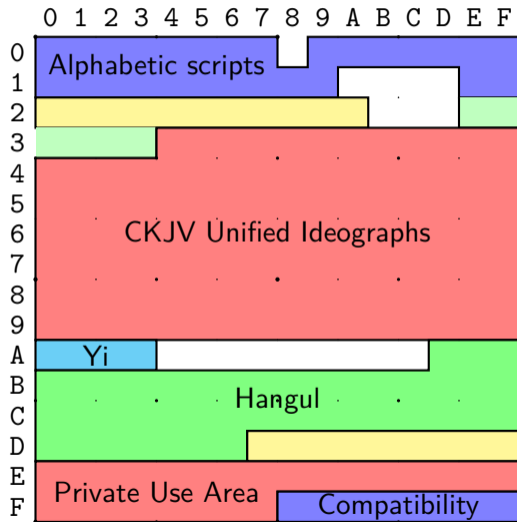 0 1 2 3 4 5 6 7 8 9 A B C D E F
0
Alphabetic scripts
1
2
3
4
5
CKJV Unified Ideographs
6
7
8
9
A Yi
B
Hangul
C
D
E
Private Use Area
F Compatibility